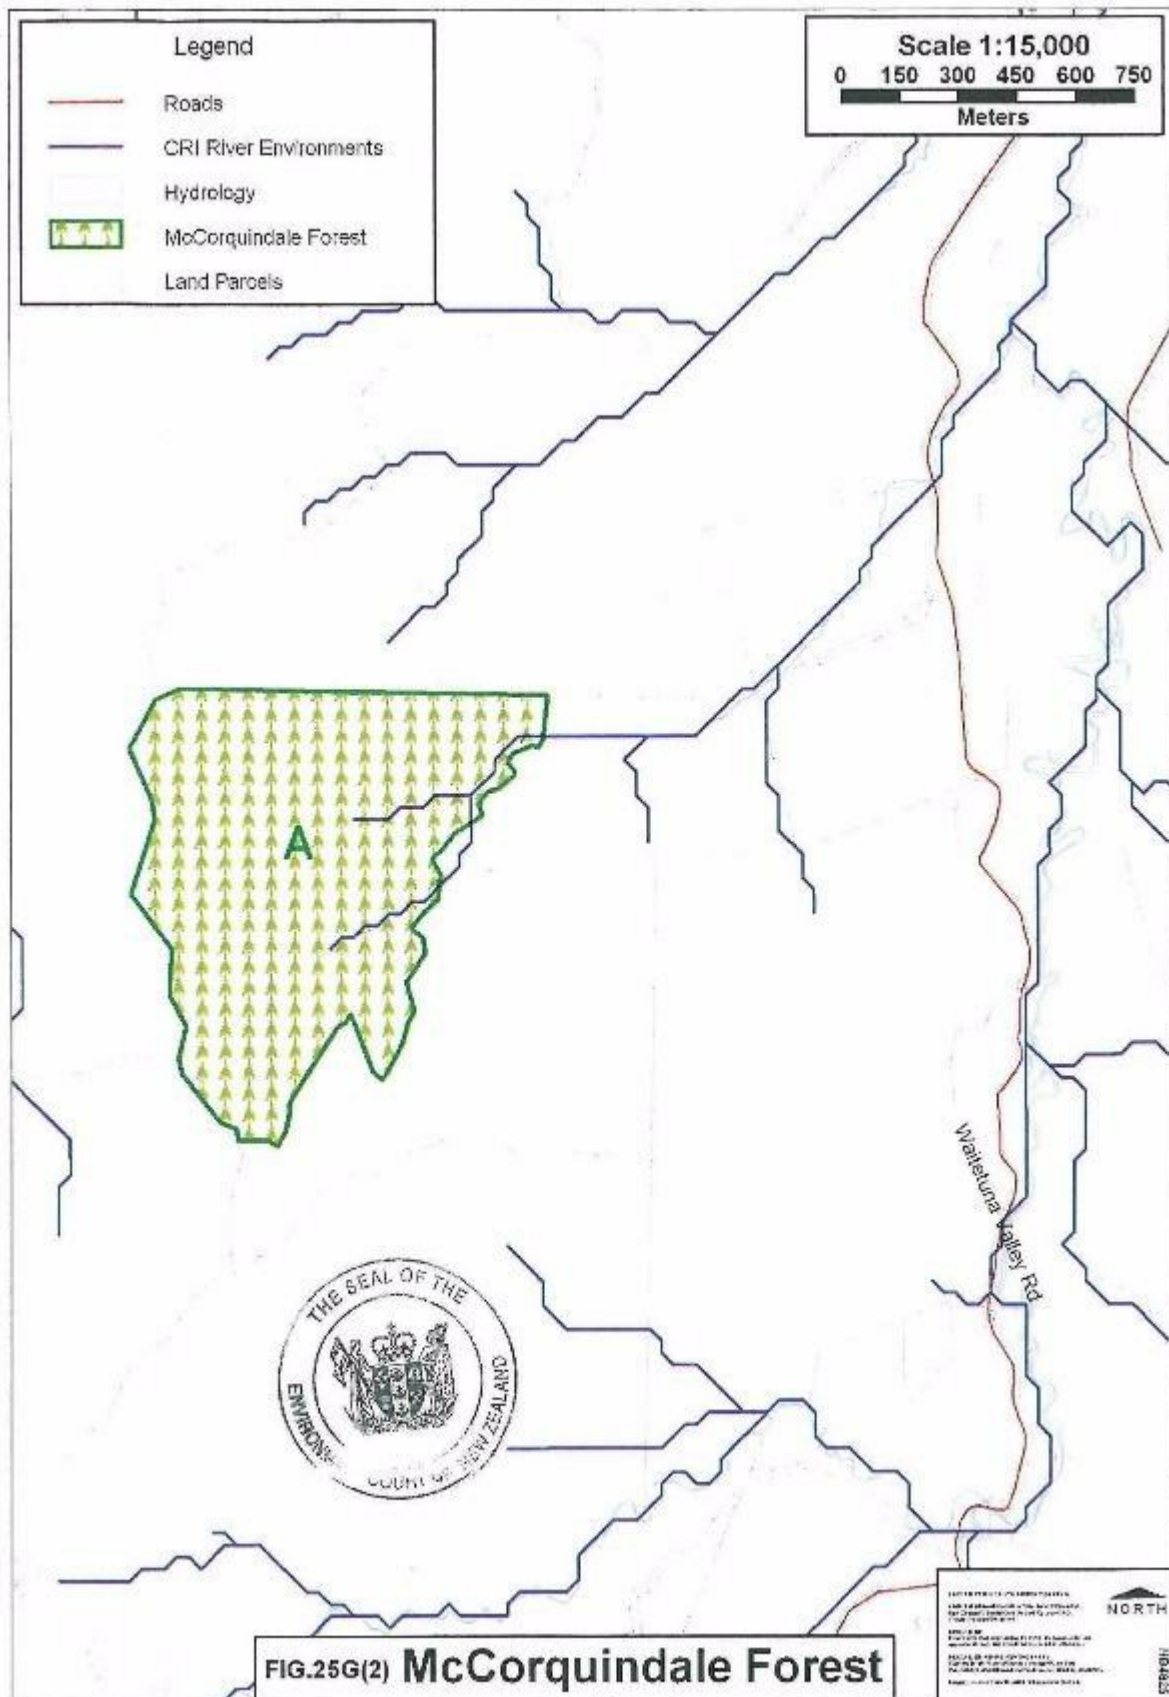 Legend
Roads
CRI River Environments
Hydrology
McCorquindale Forest
Land Parcels
Scale 1:15,000
0 150 300 450 600 750
Meters
A
Waitetuna Valley Rd
THE SEAL OF THE
ENVIRONM COURT OF NEW ZEALAND
NORTH
FIG.25G(2) McCorquindale Forest